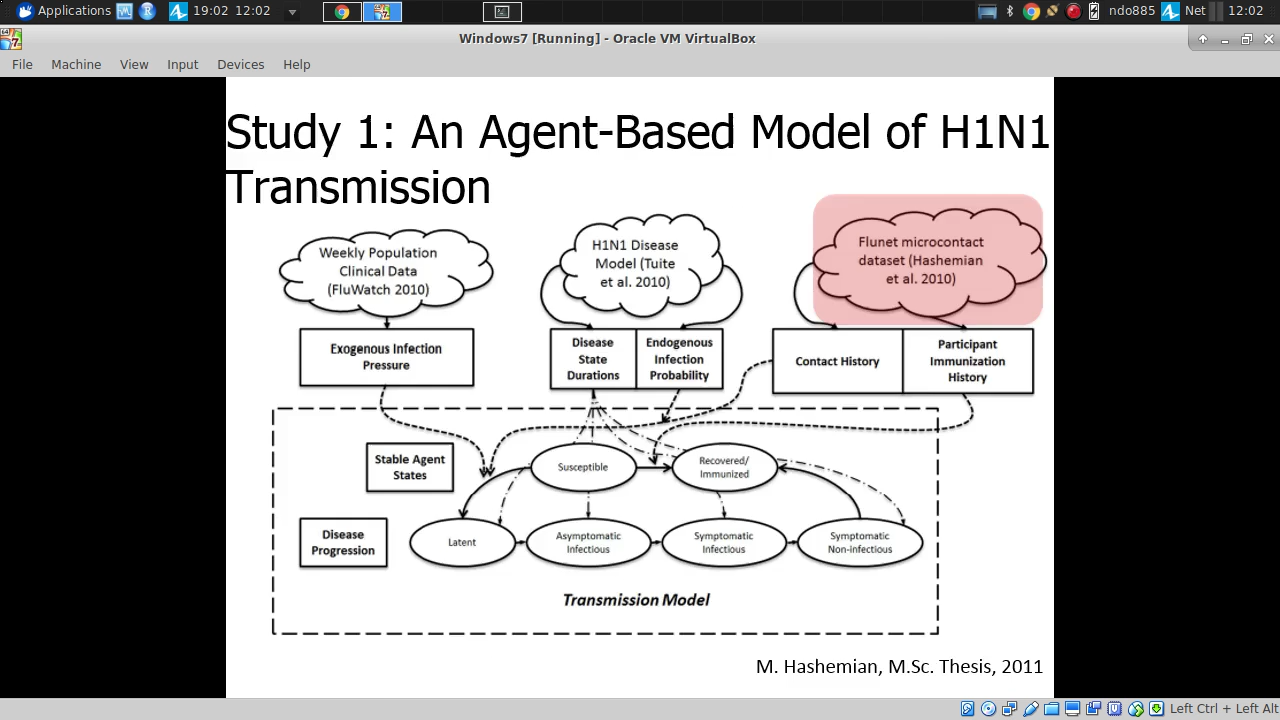 Applications
19:02 12:02
ndo885
Net
12:02
Windows7 [Running] - Oracle VM VirtualBox
File Machine View Input Devices Help
Study 1: An Agent-Based Model of H1N1
Transmission
Weekly Population
Clinical Data
(FluWatch 2010)
H1N1 Disease
Model (Tuite
et al. 2010)
Flunet microcontact
dataset (Hashemian
et al. 2010)
Exogenous Infection
Pressure
Disease
State
Durations
Endogenous
Infection
Probability
Contact History
Participant
Immunization
History
Stable Agent
States
Susceptible
Recovered/
Immunized
Disease
Progression
Latent
Asymptomatic
Infectious
Symptomatic
Infectious
Symptomatic
Non-infectious
Transmission Model
M. Hashemian, M.Sc. Thesis, 2011
Left Ctrl + Left Alt